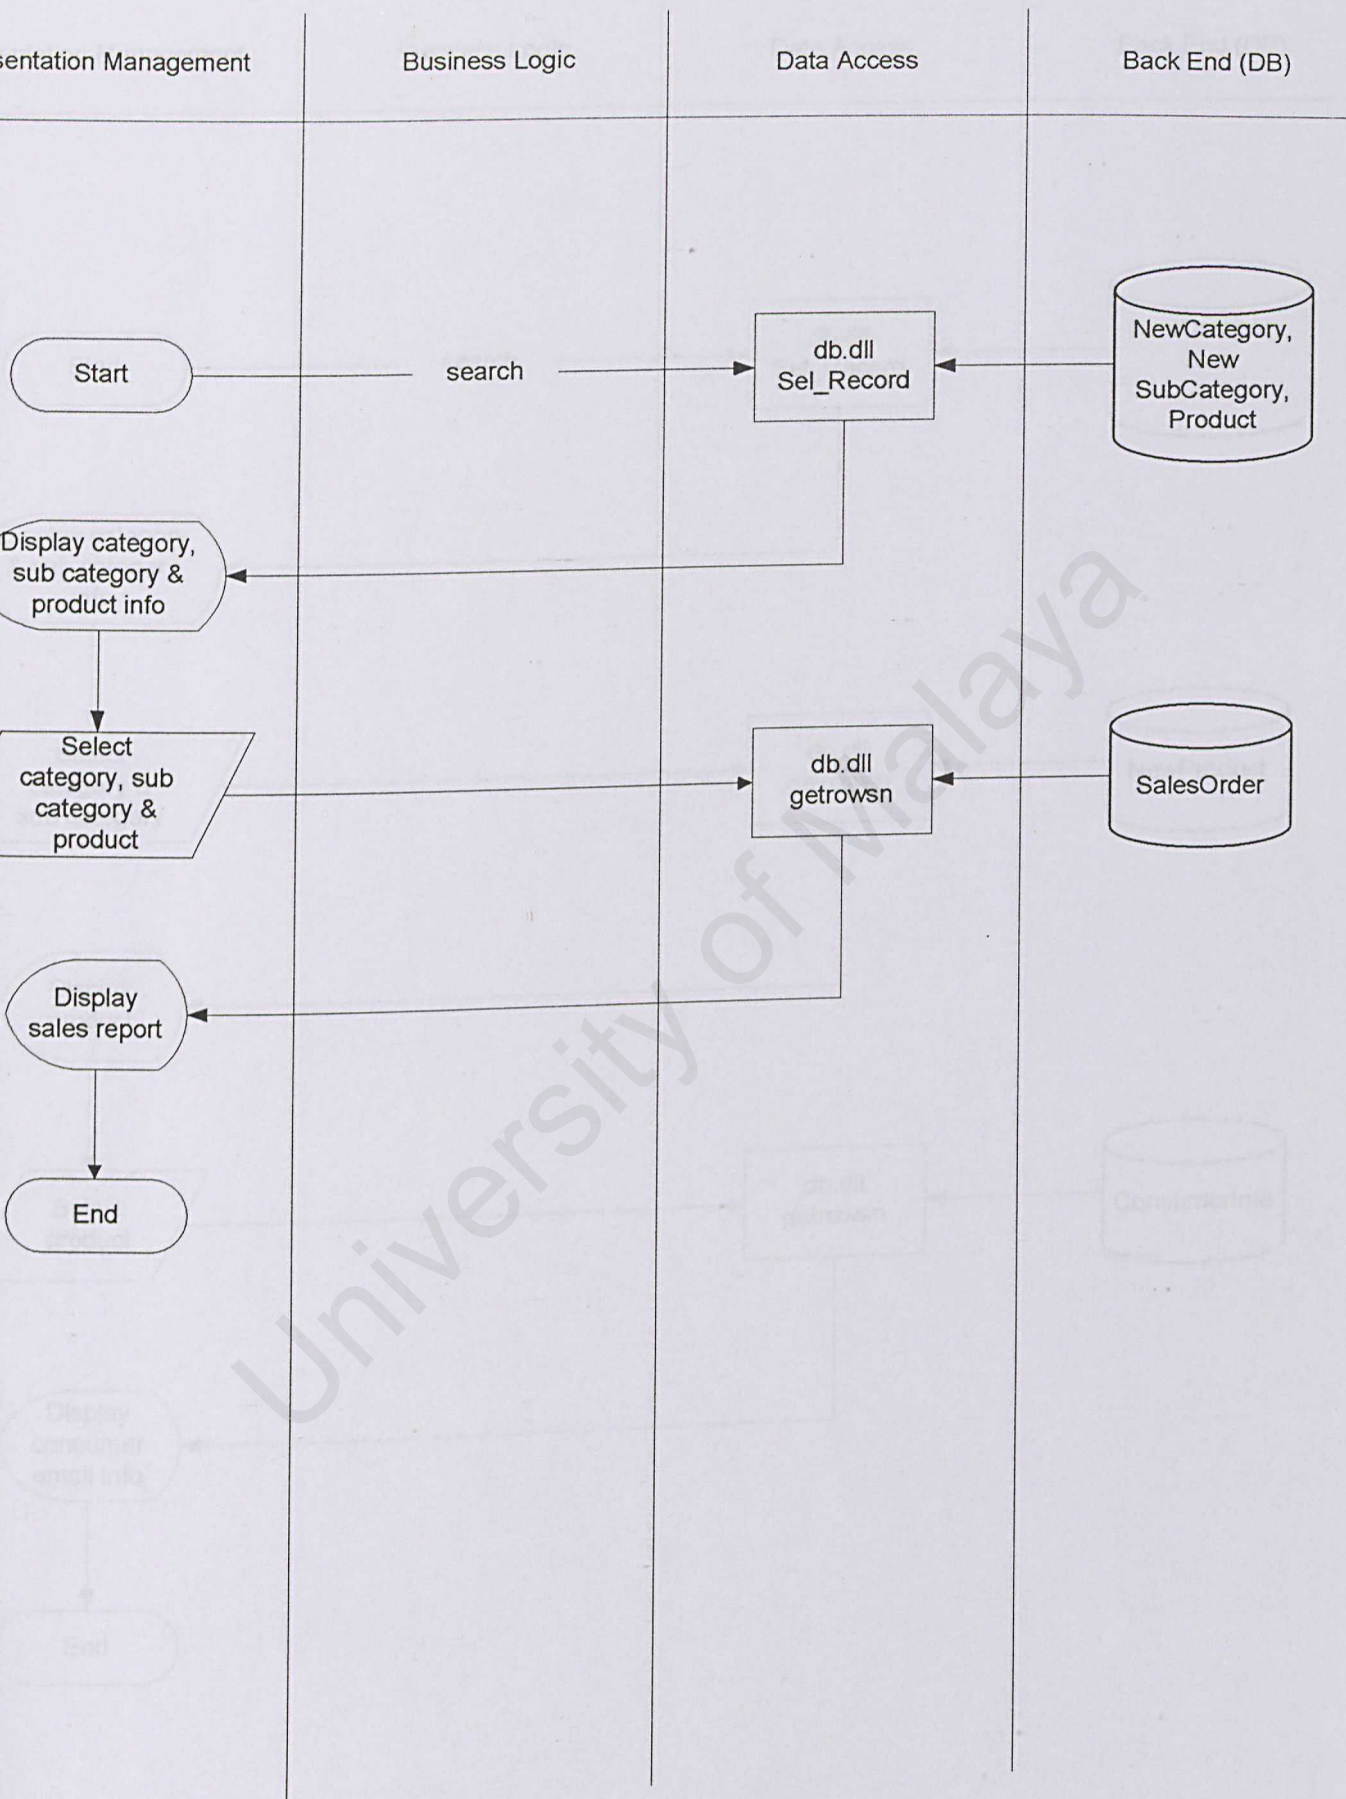 sentation Management
Business Logic
Data Access
Back End (DB)
Start
search
db.dll
Sel_Record
NewCategory,
New
SubCategory,
Product
Display category,
sub category &
product info
Select
category, sub
category &
product
db.dll
getrowsn
SalesOrder
Display
sales report
End
University of Malaya